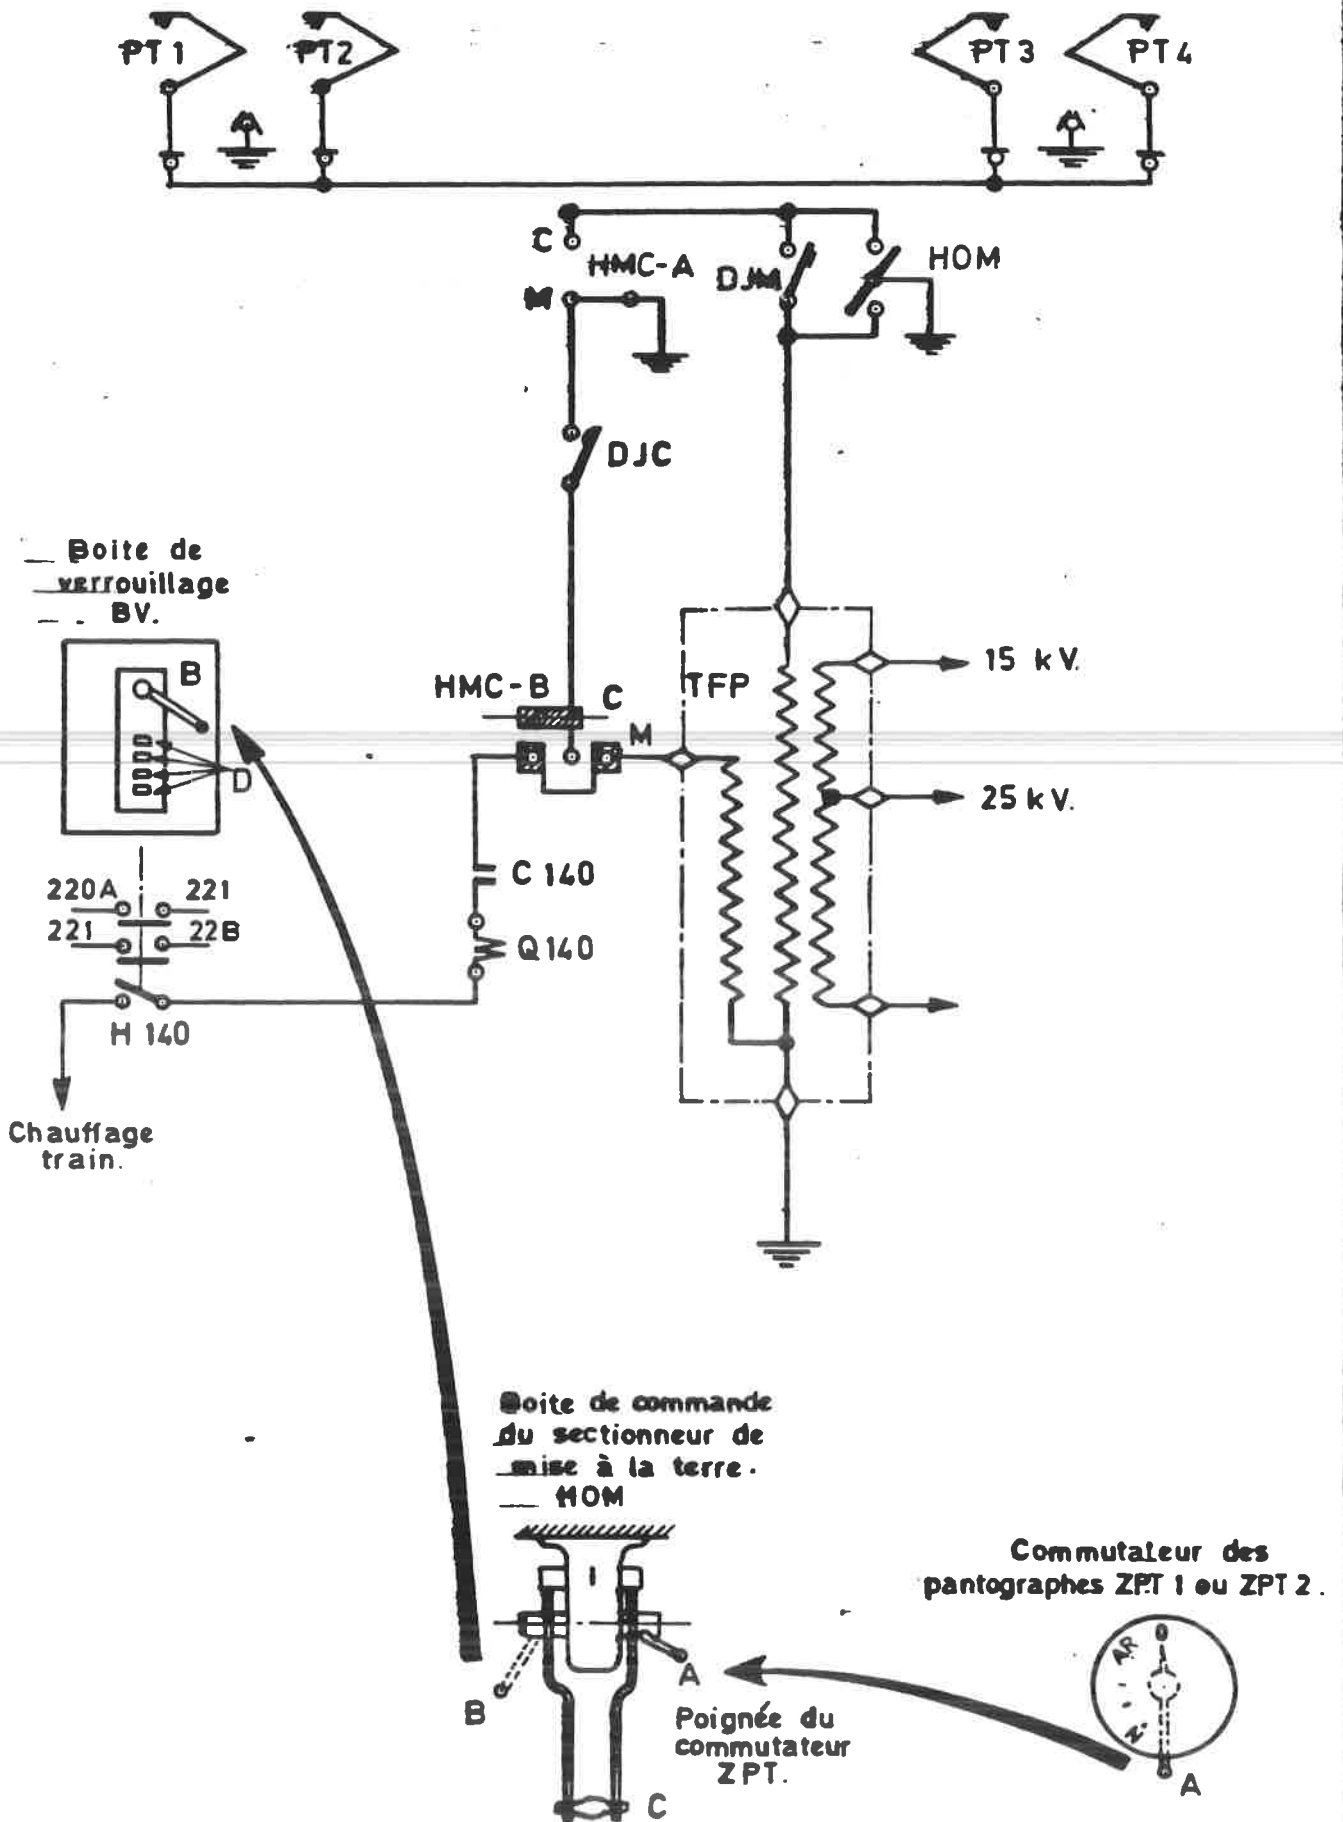 PT1 PT2 PT3 PT4
C
HMC-A DJM HOM
M
DJC
Boite de
verrouillage
BV.
B
D
HMC-B C
M
TFP
15 kV.
25 kV.
C 140
Q 140
220A 221
221 22B
H 140
Chauffage
train.
Boite de commande
du sectionneur de
mise à la terre.
HOM
I
A
B
C
Poignée du
commutateur
ZPT.
Commutateur des
pantographes ZPT 1 ou ZPT 2.
O
AR
A